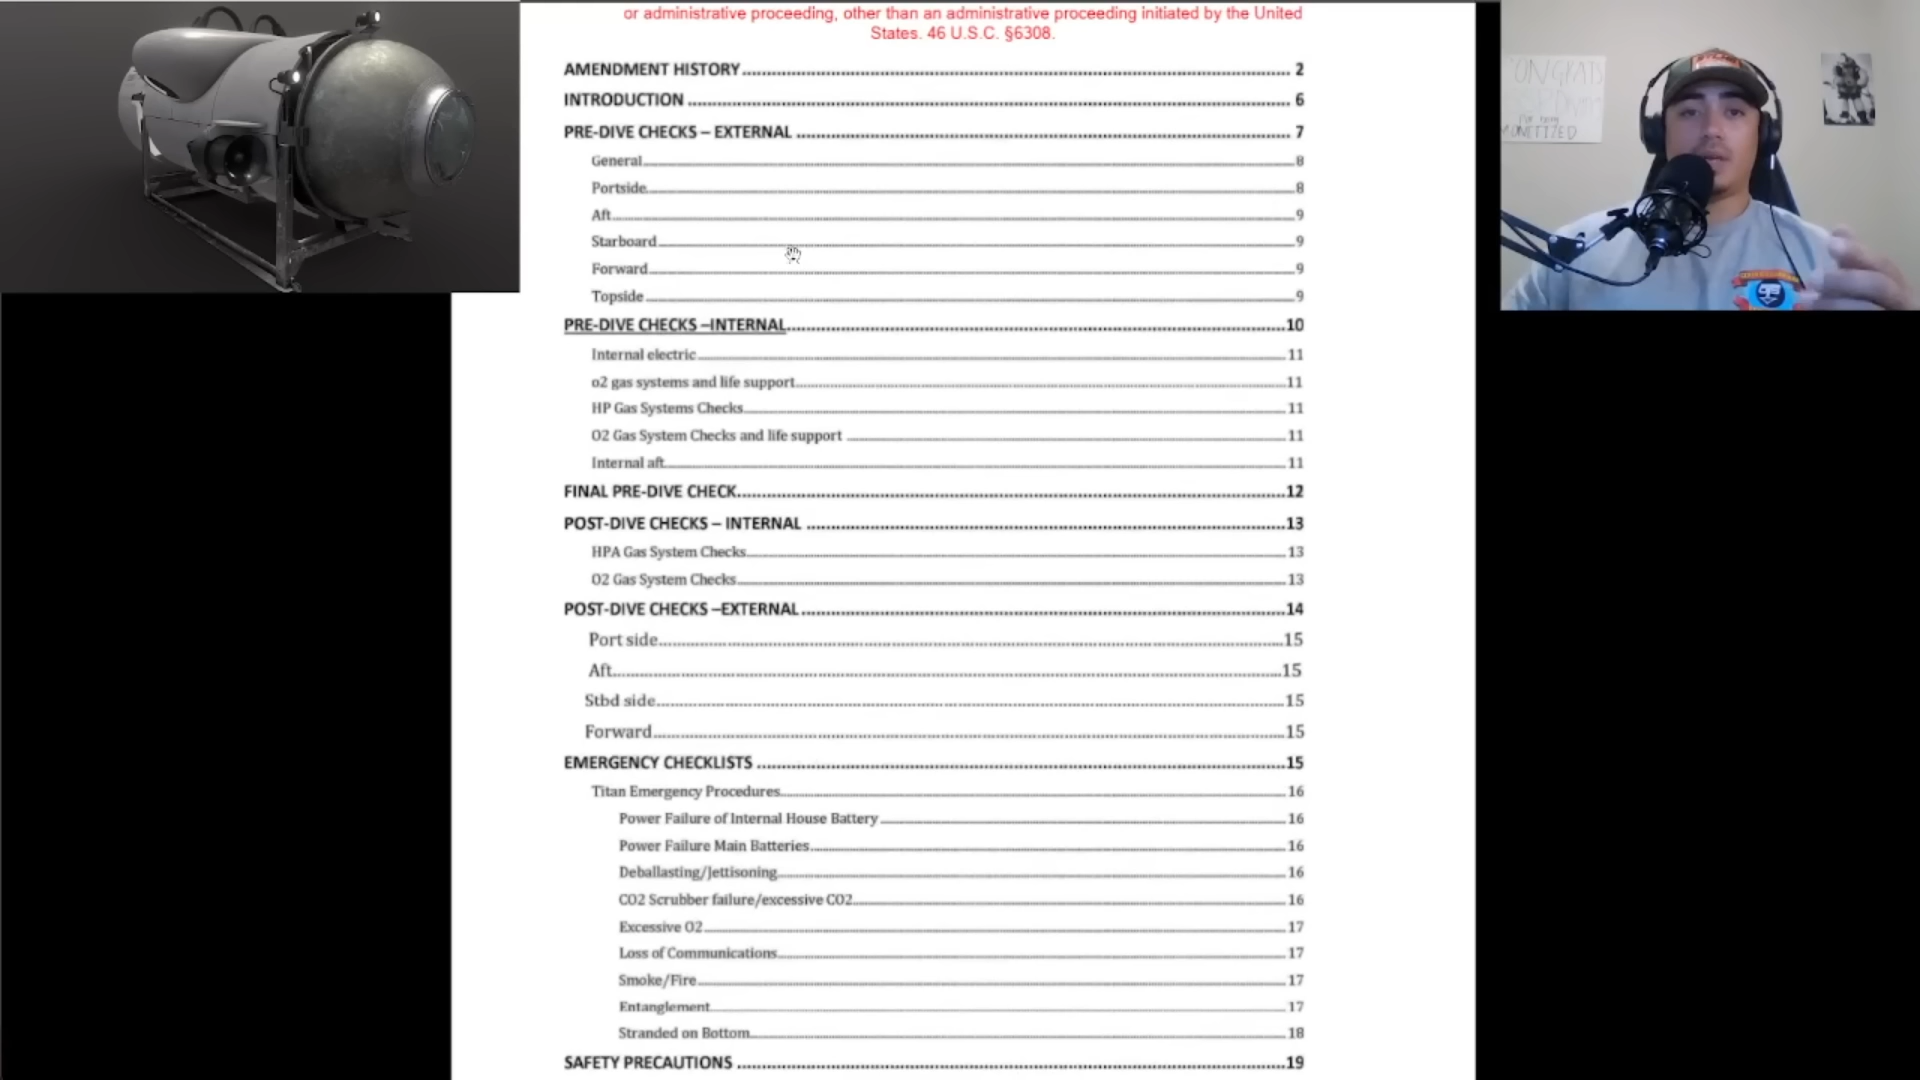 or administrative proceeding, other than an administrative proceeding initiated by the United
States. 46 U.S.C. §6308.
AMENDMENT HISTORY 2
INTRODUCTION 6
PRE-DIVE CHECKS – EXTERNAL 7
General 8
Portside 8
Aft 9
Starboard 9
Forward 9
Topside 9
PRE-DIVE CHECKS –INTERNAL 10
Internal electric 11
o2 gas systems and life support 11
HP Gas Systems Checks 11
O2 Gas System Checks and life support 11
Internal aft 11
FINAL PRE-DIVE CHECK 12
POST-DIVE CHECKS – INTERNAL 13
HPA Gas System Checks 13
O2 Gas System Checks 13
POST-DIVE CHECKS –EXTERNAL 14
Port side 15
Aft 15
Stbd side 15
Forward 15
EMERGENCY CHECKLISTS 15
Titan Emergency Procedures 16
Power Failure of Internal House Battery 16
Power Failure Main Batteries 16
Deballasting/Jettisoning 16
CO2 Scrubber failure/excessive CO2 16
Excessive O2 17
Loss of Communications 17
Smoke/Fire 17
Entanglement 17
Stranded on Bottom 18
SAFETY PRECAUTIONS 19
MONETIZED